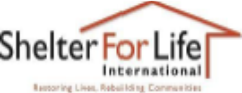 Shelter For Life
International
Restoring Lives, Rebuilding Communities